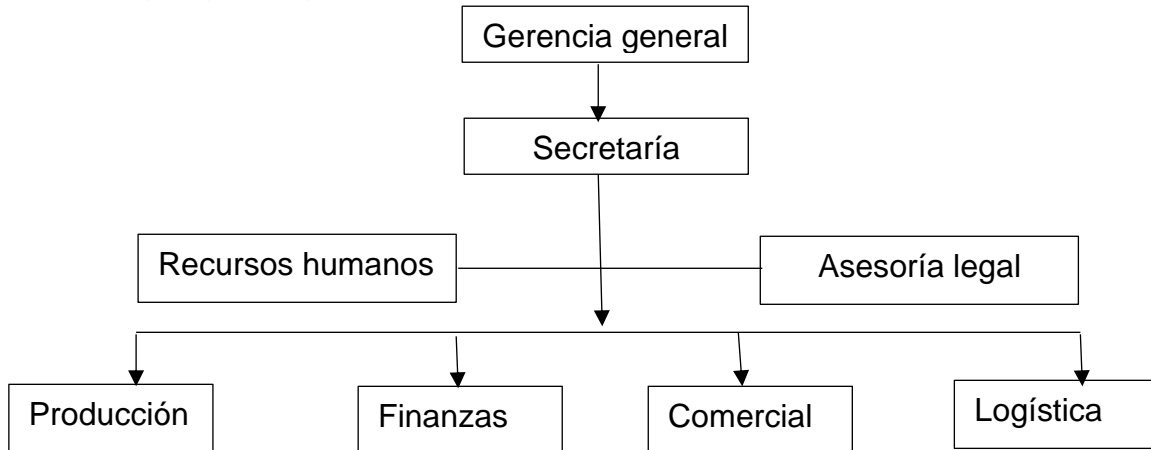 Gerencia general
Secretaría
Recursos humanos
Asesoría legal
Producción
Finanzas
Comercial
Logística